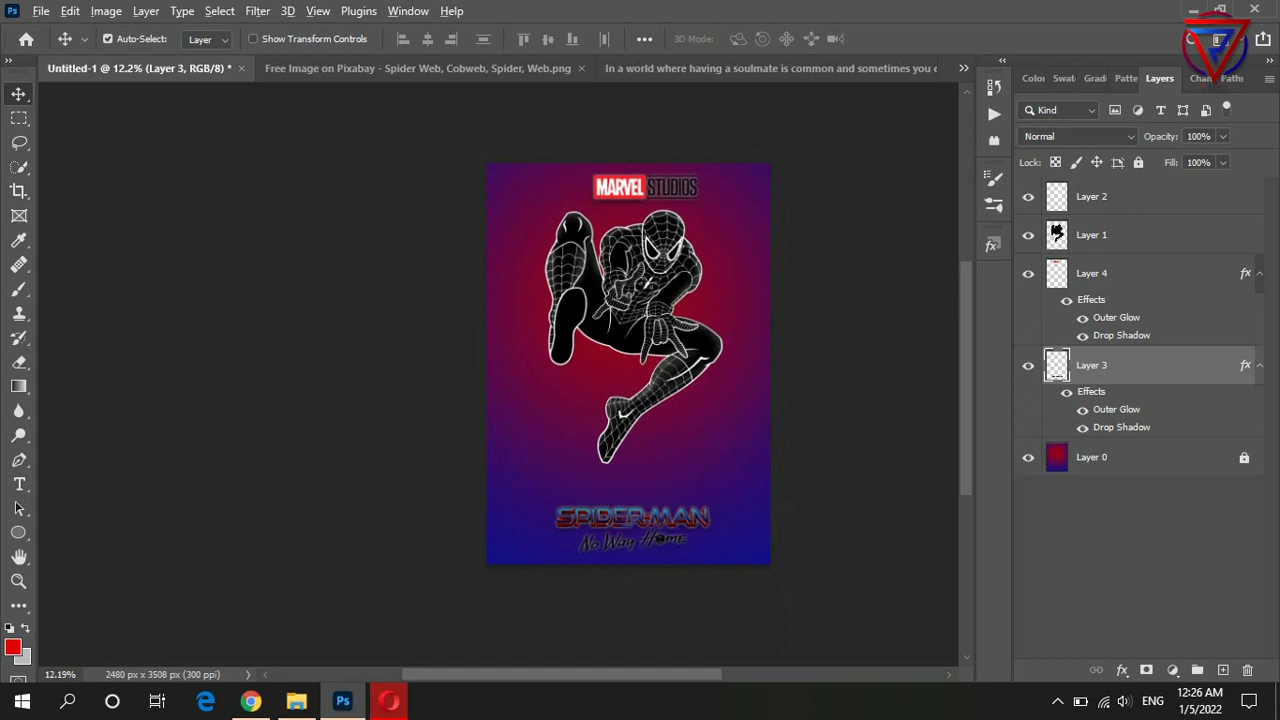 Ps File Edit Image Layer Type Select Filter 3D View Plugins Window Help
Auto-Select: Layer Show Transform Controls 3D Mode:
Untitled-1 @ 12.2% (Layer 3, RGB/8) * Free Image on Pixabay - Spider Web, Cobweb, Spider, Web.png In a world where having a soulmate is common and sometimes you e
Color Swat Gradi Patte Layers Chan Paths
Kind
Normal Opacity: 100%
Lock: Fill: 100%
Layer 2
Layer 1
Layer 4 fx
Effects
Outer Glow
Drop Shadow
Layer 3 fx
Effects
Outer Glow
Drop Shadow
Layer 0
MARVEL STUDIOS
SPIDER-MAN
No Way Home
12.19% 2480 px x 3508 px (300 ppi)
Ps
ENG 12:26 AM
1/5/2022